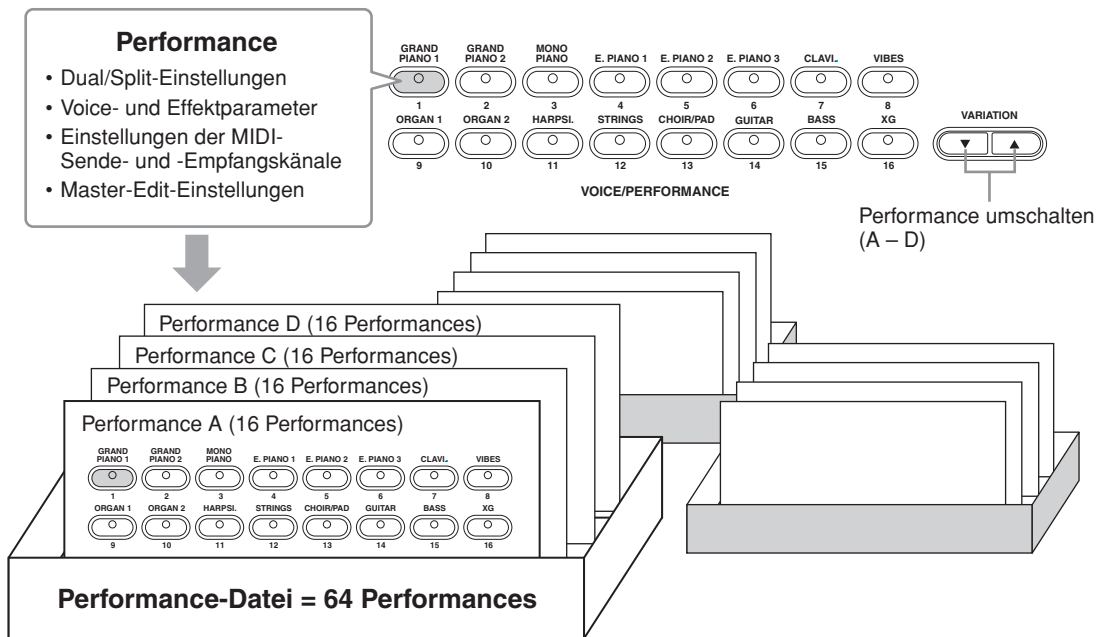 Performance
• Dual/Split-Einstellungen
• Voice- und Effektparameter
• Einstellungen der MIDI-
Sende- und -Empfangskänale
• Master-Edit-Einstellungen
GRAND PIANO 1
GRAND PIANO 2
MONO PIANO
E. PIANO 1
E. PIANO 2
E. PIANO 3
CLAVI.
VIBES
1 2 3 4 5 6 7 8
ORGAN 1
ORGAN 2
HARPSI.
STRINGS
CHOIR/PAD
GUITAR
BASS
XG
9 10 11 12 13 14 15 16
VOICE/PERFORMANCE
VARIATION
▼ ▲
Performance umschalten
(A – D)
Performance D (16 Performances)
Performance C (16 Performances)
Performance B (16 Performances)
Performance A (16 Performances)
GRAND PIANO 1
GRAND PIANO 2
MONO PIANO
E. PIANO 1
E. PIANO 2
E. PIANO 3
CLAVI.
VIBES
1 2 3 4 5 6 7 8
ORGAN 1
ORGAN 2
HARPSI.
STRINGS
CHOIR/PAD
GUITAR
BASS
XG
9 10 11 12 13 14 15 16
Performance-Datei = 64 Performances